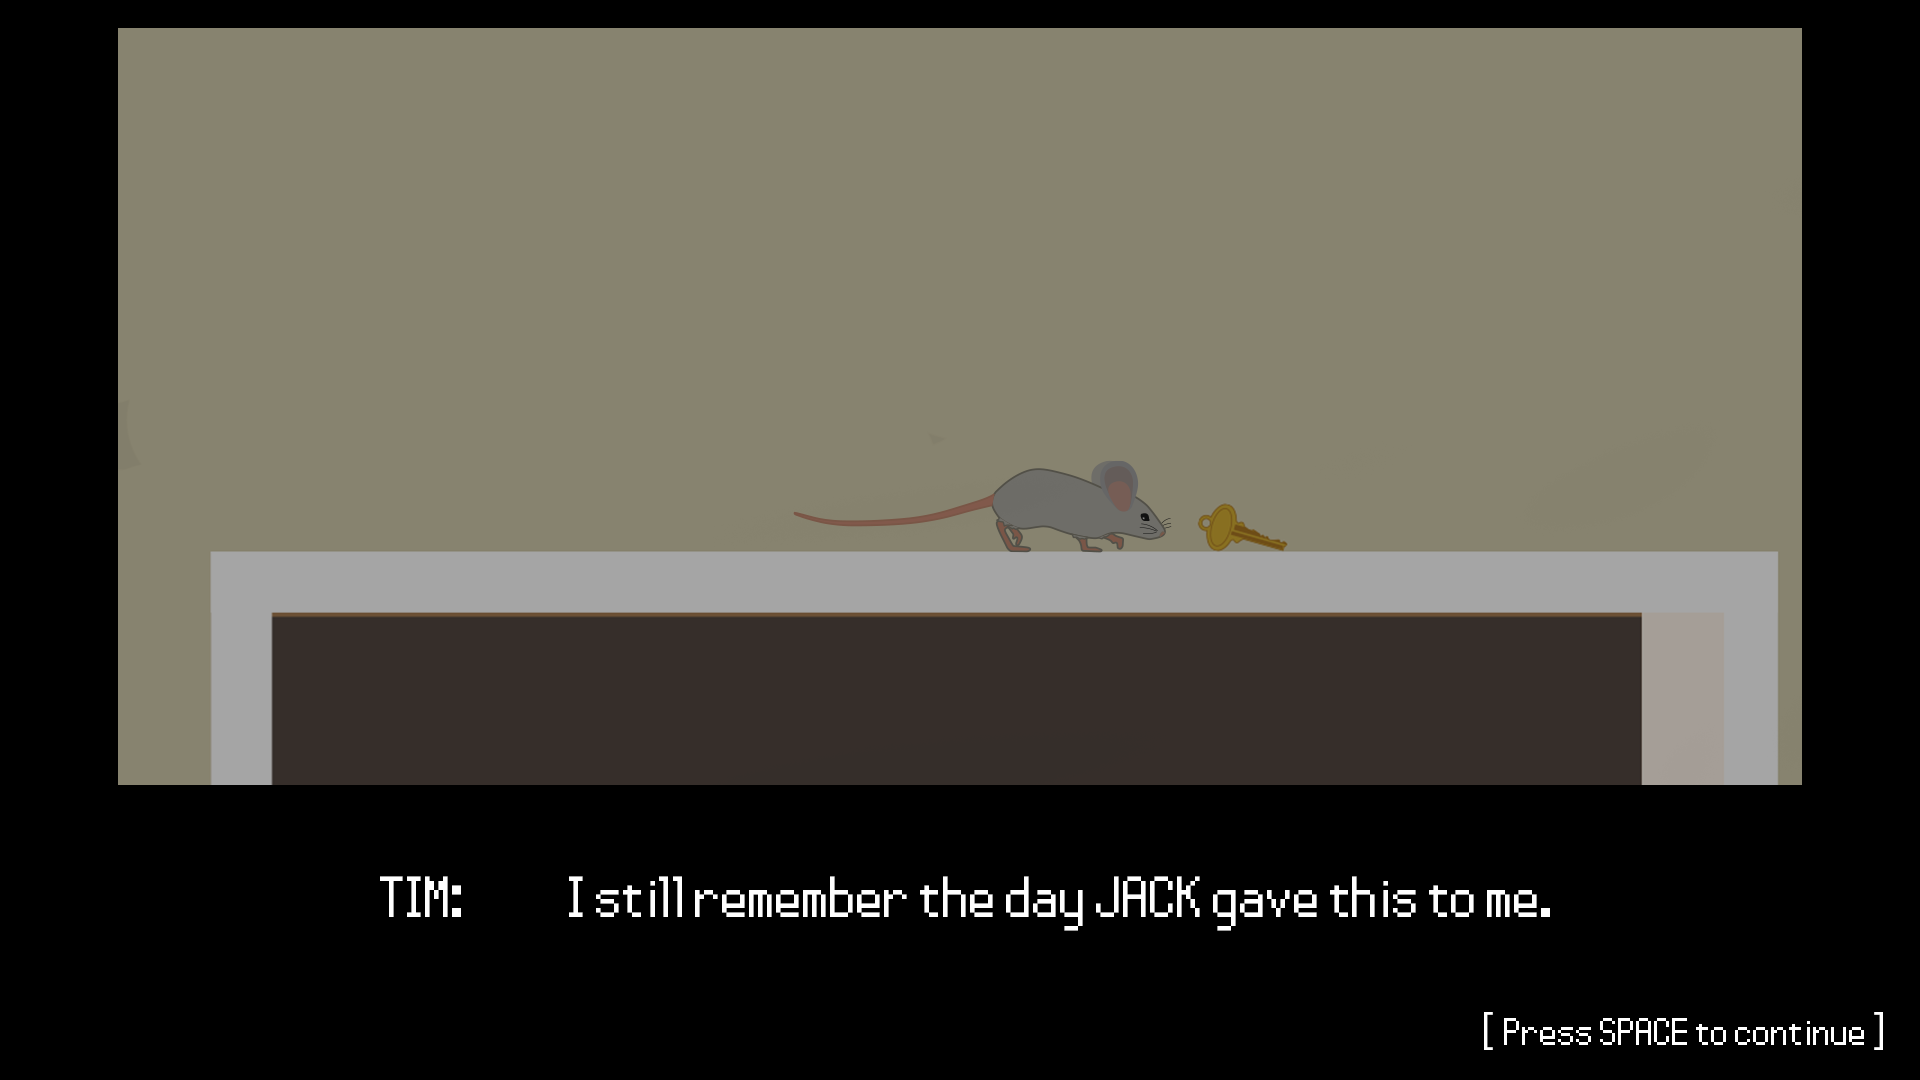 TIM: I still remember the day JACK gave this to me.
[ Press SPACE to continue ]